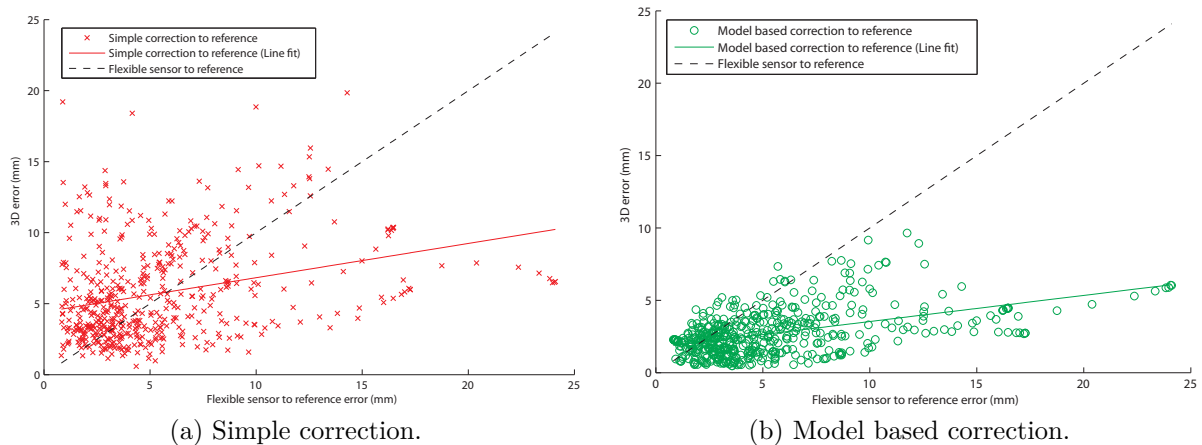 25
20
15
10
5
0
3D error (mm)
Simple correction to reference
Simple correction to reference (Line fit)
Flexible sensor to reference
0 5 10 15 20 25
Flexible sensor to reference error (mm)
(a) Simple correction.
25
20
15
10
5
0
3D error (mm)
Model based correction to reference
Model based correction to reference (Line fit)
Flexible sensor to reference
0 5 10 15 20 25
Flexible sensor to reference error (mm)
(b) Model based correction.